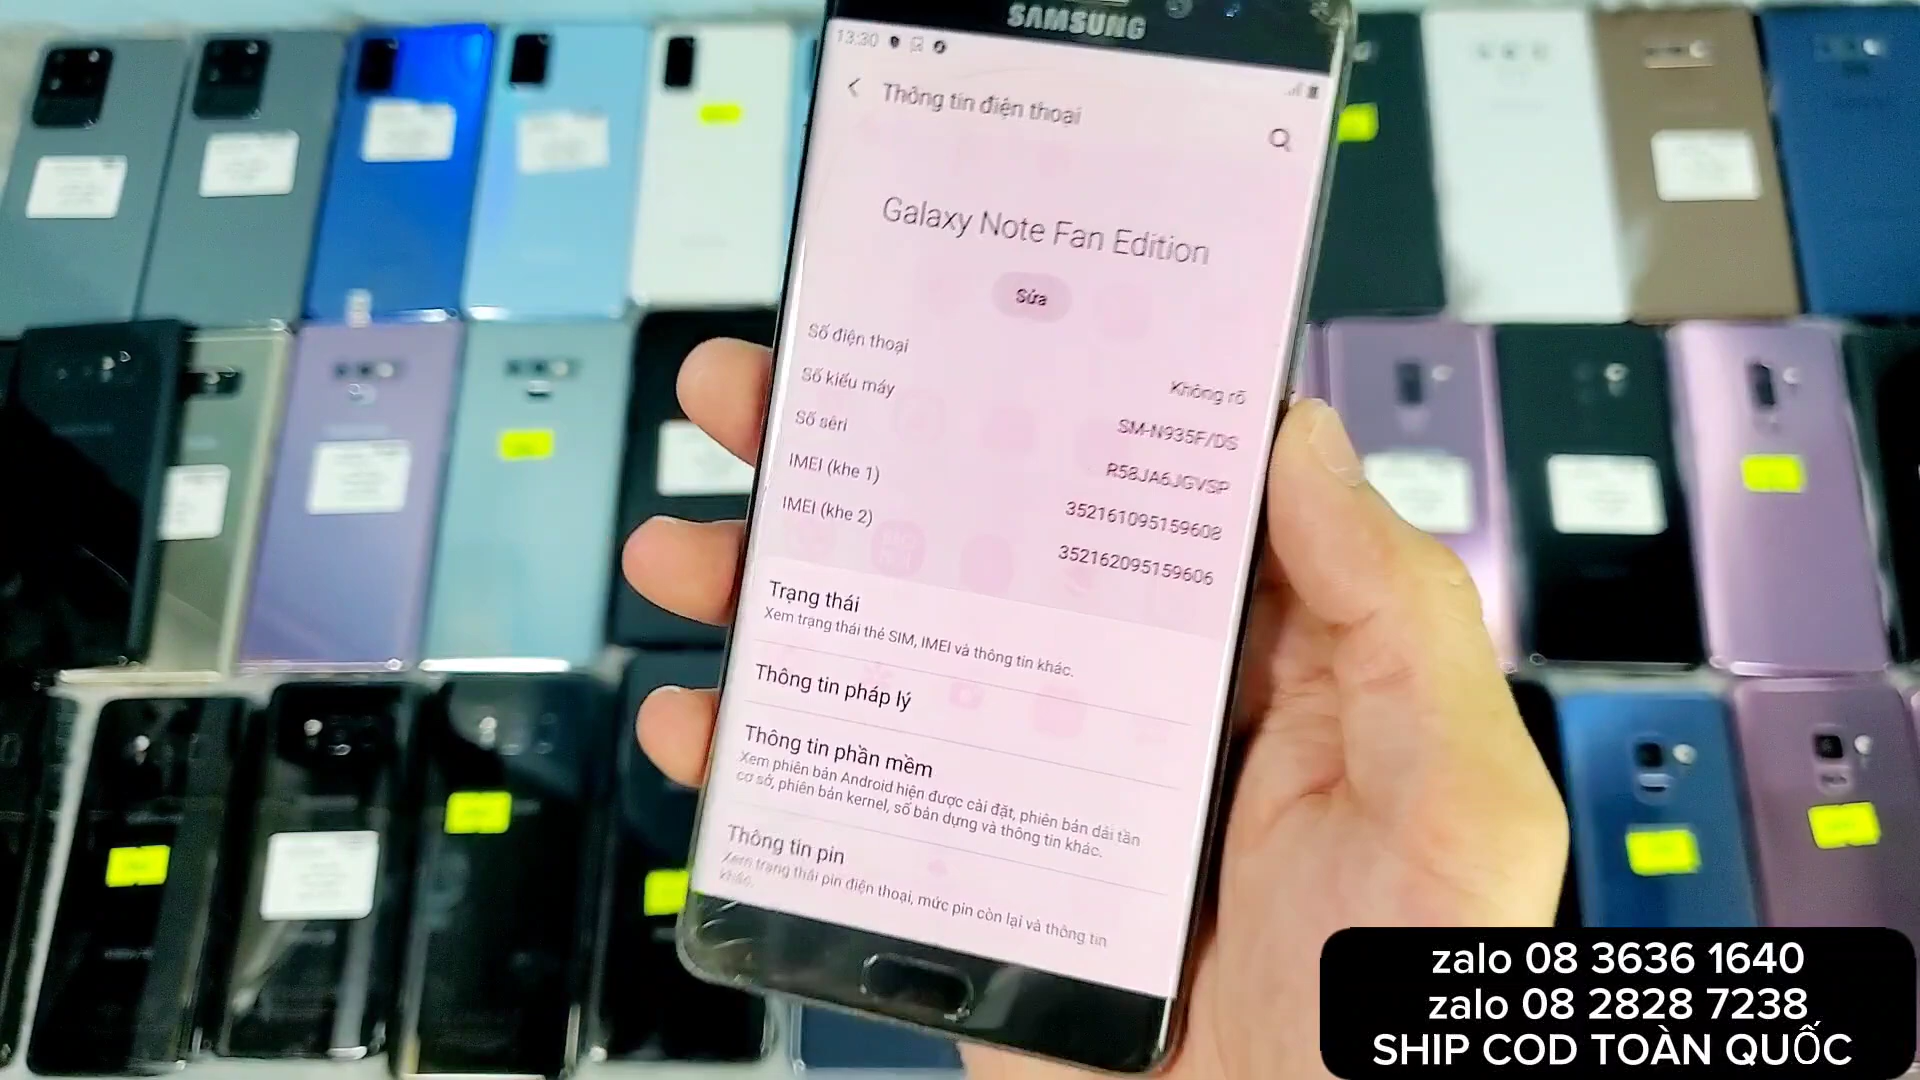 SAMSUNG
13:30
Thông tin điện thoại
Galaxy Note Fan Edition
Sửa
Số điện thoại
Không rõ
Số kiểu máy
SM-N935F/DS
Số sêri
R58JA6JGVSP
IMEI (khe 1)
352161095159608
IMEI (khe 2)
352162095159606
Trạng thái
Xem trạng thái thẻ SIM, IMEI và thông tin khác.
Thông tin pháp lý
Thông tin phần mềm
Xem phiên bản Android hiện được cài đặt, phiên bản dải tần
cơ sở, phiên bản kernel, số bản dựng và thông tin khác.
Thông tin pin
Xem trạng thái pin điện thoại, mức pin còn lại và thông tin
khác.
zalo 08 3636 1640
zalo 08 2828 7238
SHIP COD TOÀN QUỐC